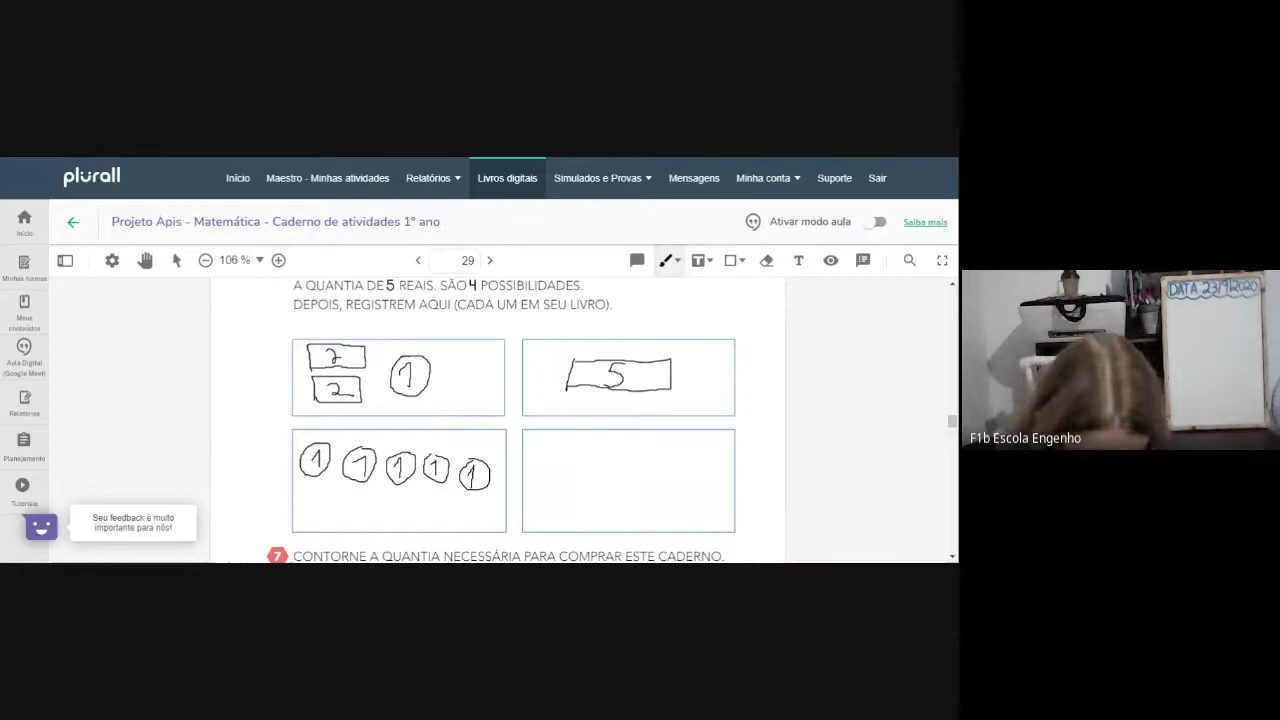 plurall
Início
Maestro - Minhas atividades
Relatórios
Livros digitais
Simulados e Provas
Mensagens
Minha conta
Suporte
Sair
Projeto Apis - Matemática - Caderno de atividades 1º ano
Ativar modo aula
Saiba mais
106 %
29
T
T
Início
Minhas turmas
Meus
conteúdos
Aula Digital
(Google Meet)
Relatórios
Planejamento
Tutoriais
Seu feedback é muito
importante para nós!
A QUANTIA DE 5 REAIS. SÃO 4 POSSIBILIDADES.
DEPOIS, REGISTREM AQUI (CADA UM EM SEU LIVRO).
2
2
1
5
1 1 1 1 1
7 CONTORNE A QUANTIA NECESSÁRIA PARA COMPRAR ESTE CADERNO.
DATA 23/9/2020
F1b Escola Engenho